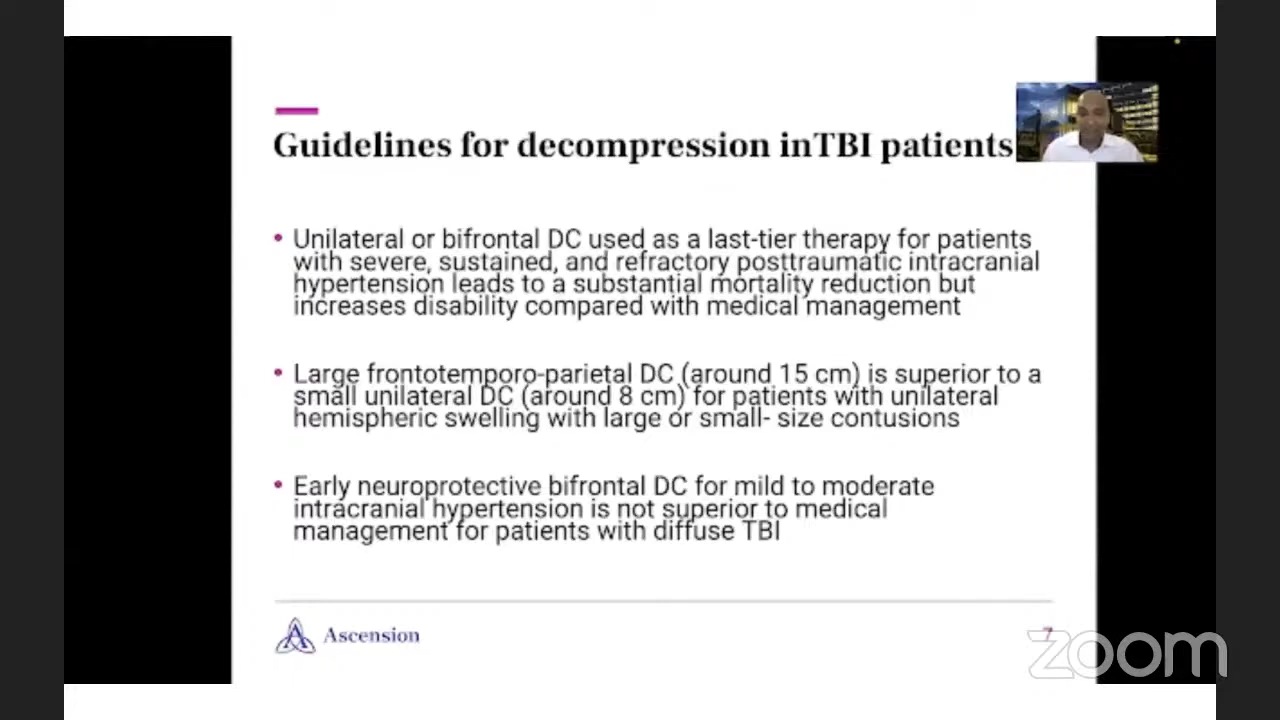 Guidelines for decompression inTBI patients
• Unilateral or bifrontal DC used as a last-tier therapy for patients
with severe, sustained, and refractory posttraumatic intracranial
hypertension leads to a substantial mortality reduction but
increases disability compared with medical management
• Large frontotemporo-parietal DC (around 15 cm) is superior to a
small unilateral DC (around 8 cm) for patients with unilateral
hemispheric swelling with large or small- size contusions
• Early neuroprotective bifrontal DC for mild to moderate
intracranial hypertension is not superior to medical
management for patients with diffuse TBI
Ascension
7
zoom